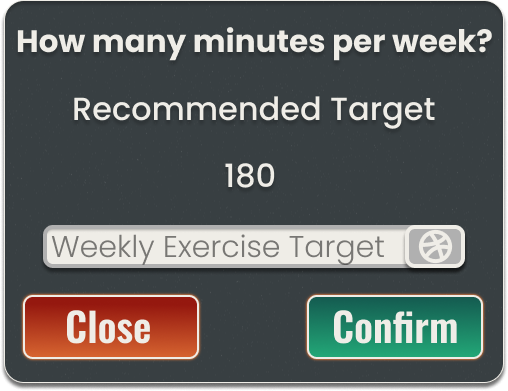 How many minutes per week?
Recommended Target
180
Weekly Exercise Target
Close
Confirm